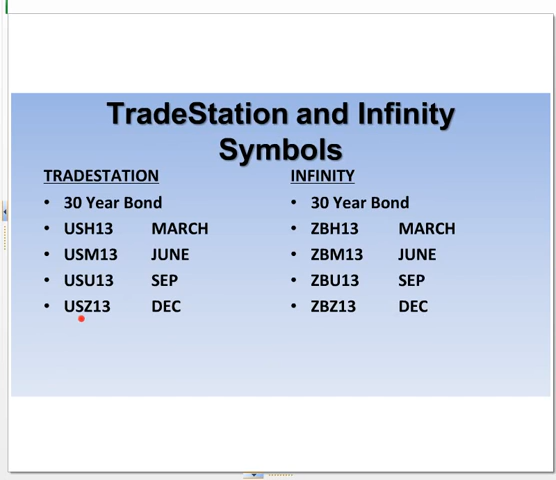 TradeStation and Infinity
Symbols
TRADESTATION
• 30 Year Bond
• USH13 MARCH
• USM13 JUNE
• USU13 SEP
• USZ13 DEC
INFINITY
• 30 Year Bond
• ZBH13 MARCH
• ZBM13 JUNE
• ZBU13 SEP
• ZBZ13 DEC